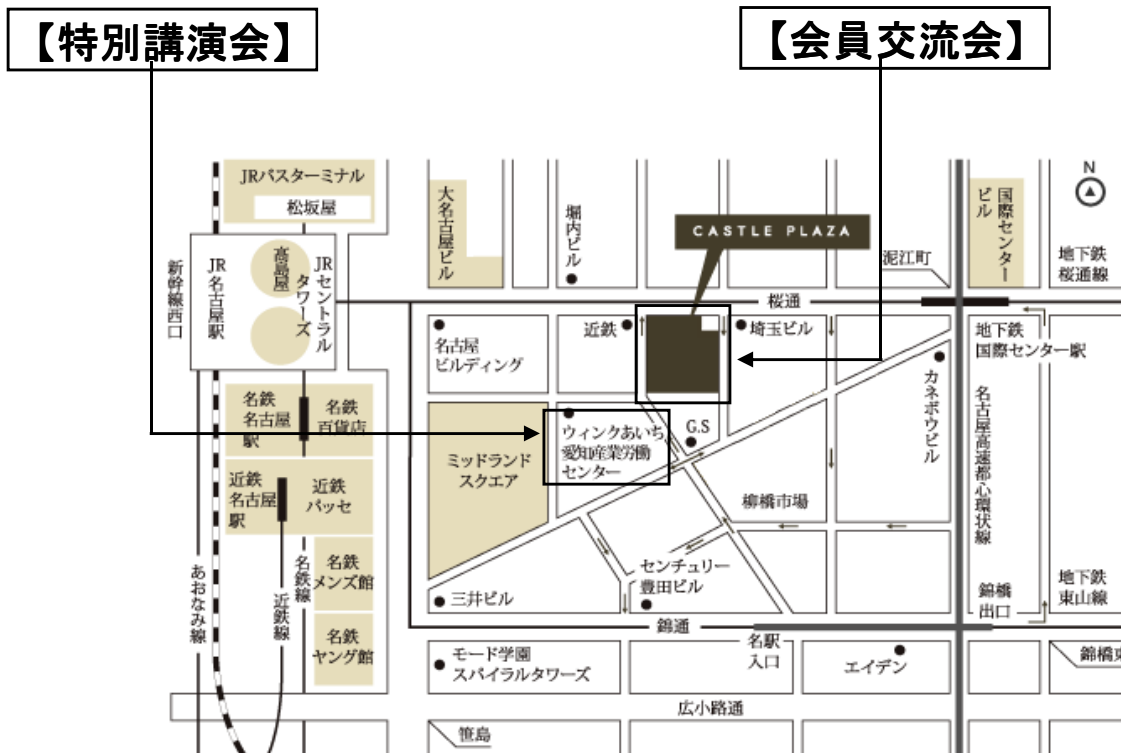 【特別講演会】
【会員交流会】
JRバスターミナル
松坂屋
大名古屋ビル
堀内ビル
CASTLE PLAZA
泥江町
国際センター
ビル
N
地下鉄
桜通線
新幹線西口
JR名古屋駅
高島屋
JRセントラル
タワーズ
桜通
名古屋
ビルディング
近鉄
埼玉ビル
地下鉄
国際センター駅
カネボウビル
名古屋高速都心環状線
名鉄
名古屋
駅
名鉄
百貨店
ミッドランド
スクエア
ウィンクあいち
愛知産業労働
センター
G.S
近鉄
名古屋
駅
近鉄
パッセ
柳橋市場
あおなみ線
近鉄線
名鉄線
名鉄
メンズ館
センチュリー
豊田ビル
三井ビル
錦橋
出口
地下鉄
東山線
名鉄
ヤング館
錦通
名駅
入口
モード学園
スパイラルタワーズ
エイデン
錦橋東
広小路通
笹島